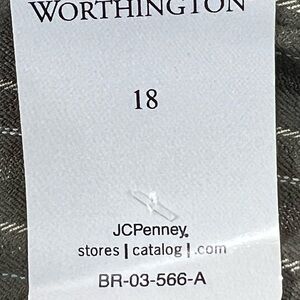 WORTHINGTON
18
JCPenney
stores | catalog | .com
BR-03-566-A